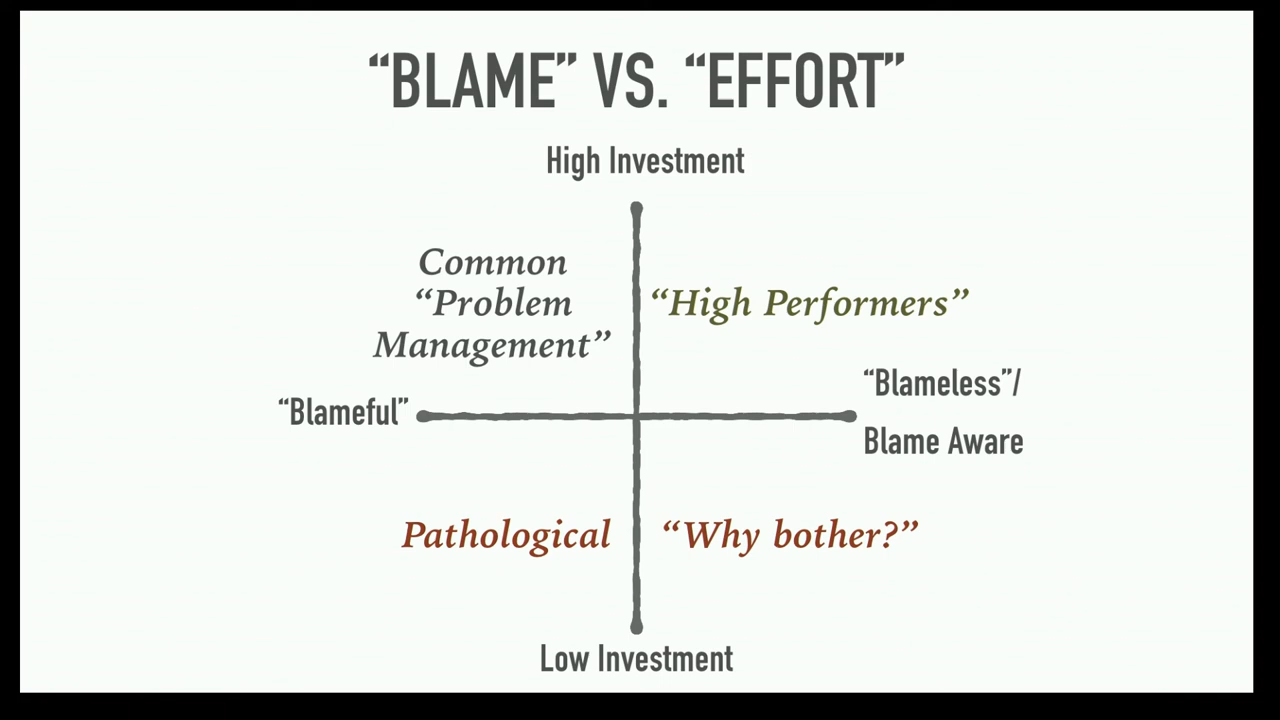 “BLAME” VS. “EFFORT”
High Investment
Common
“Problem
Management”
“High Performers”
“Blameful”
“Blameless”/
Blame Aware
Pathological
“Why bother?”
Low Investment